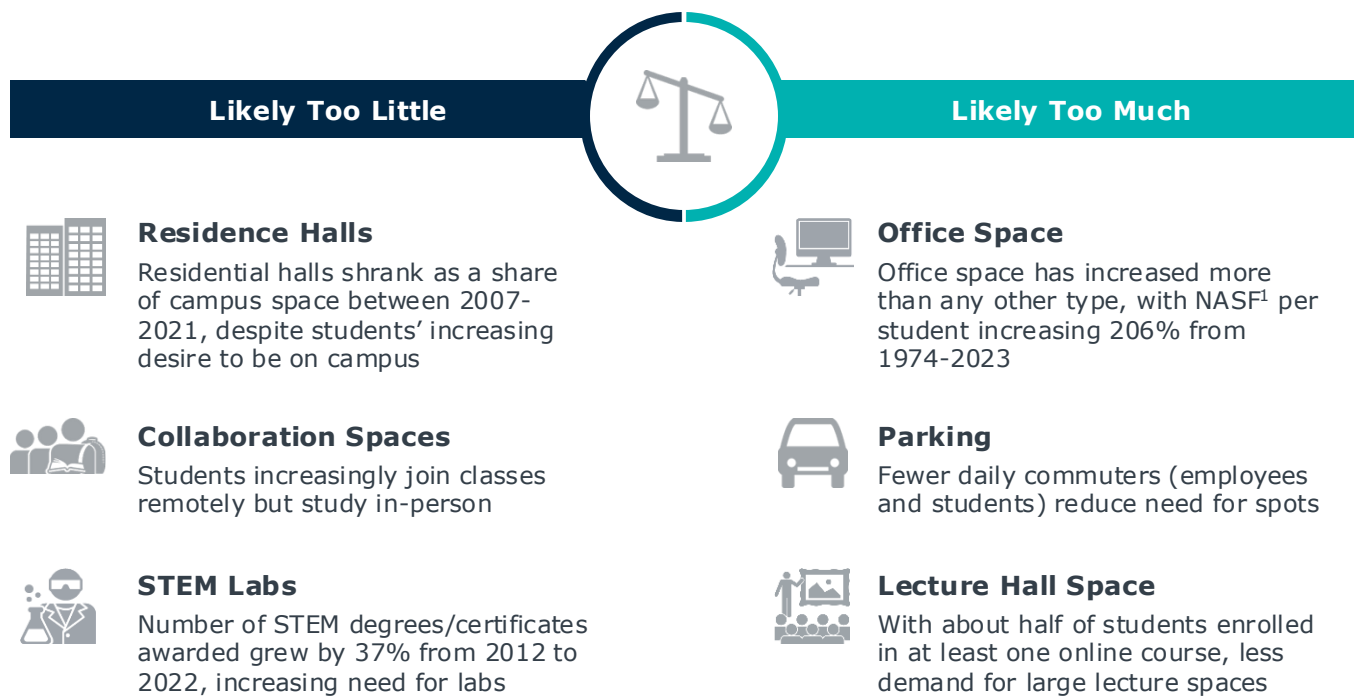 Likely Too Little
Likely Too Much
Residence Halls
Residential halls shrank as a share
of campus space between 2007-
2021, despite students’ increasing
desire to be on campus
Collaboration Spaces
Students increasingly join classes
remotely but study in-person
STEM Labs
Number of STEM degrees/certificates
awarded grew by 37% from 2012 to
2022, increasing need for labs
Office Space
Office space has increased more
than any other type, with NASF¹ per
student increasing 206% from
1974-2023
Parking
Fewer daily commuters (employees
and students) reduce need for spots
Lecture Hall Space
With about half of students enrolled
in at least one online course, less
demand for large lecture spaces